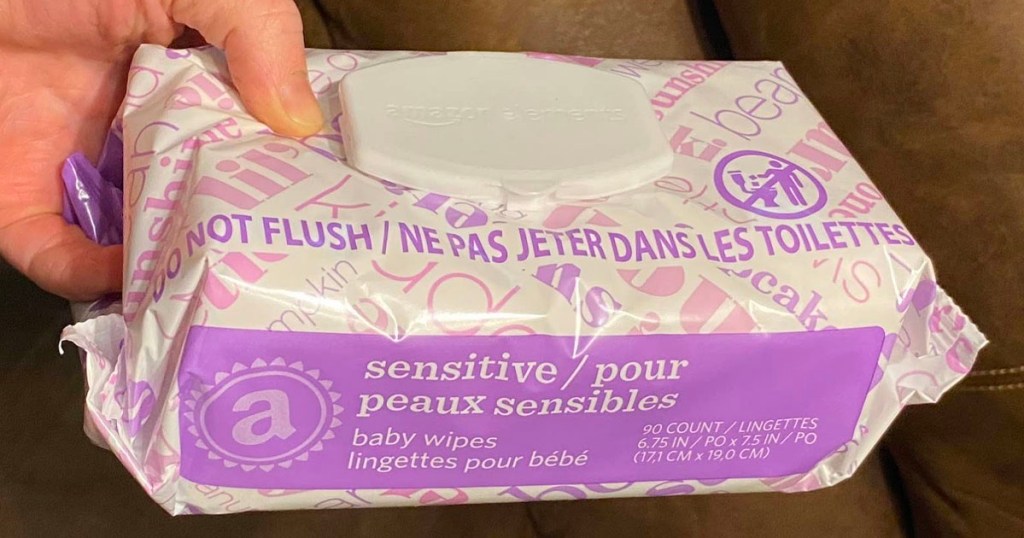 amazon elements
DO NOT FLUSH / NE PAS JETER DANS LES TOILETTES
a
sensitive / pour
peaux sensibles
baby wipes
lingettes pour bébé
90 COUNT / LINGETTES
6.75 IN / PO x 7.5 IN / PO
(17,1 CM x 19,0 CM)